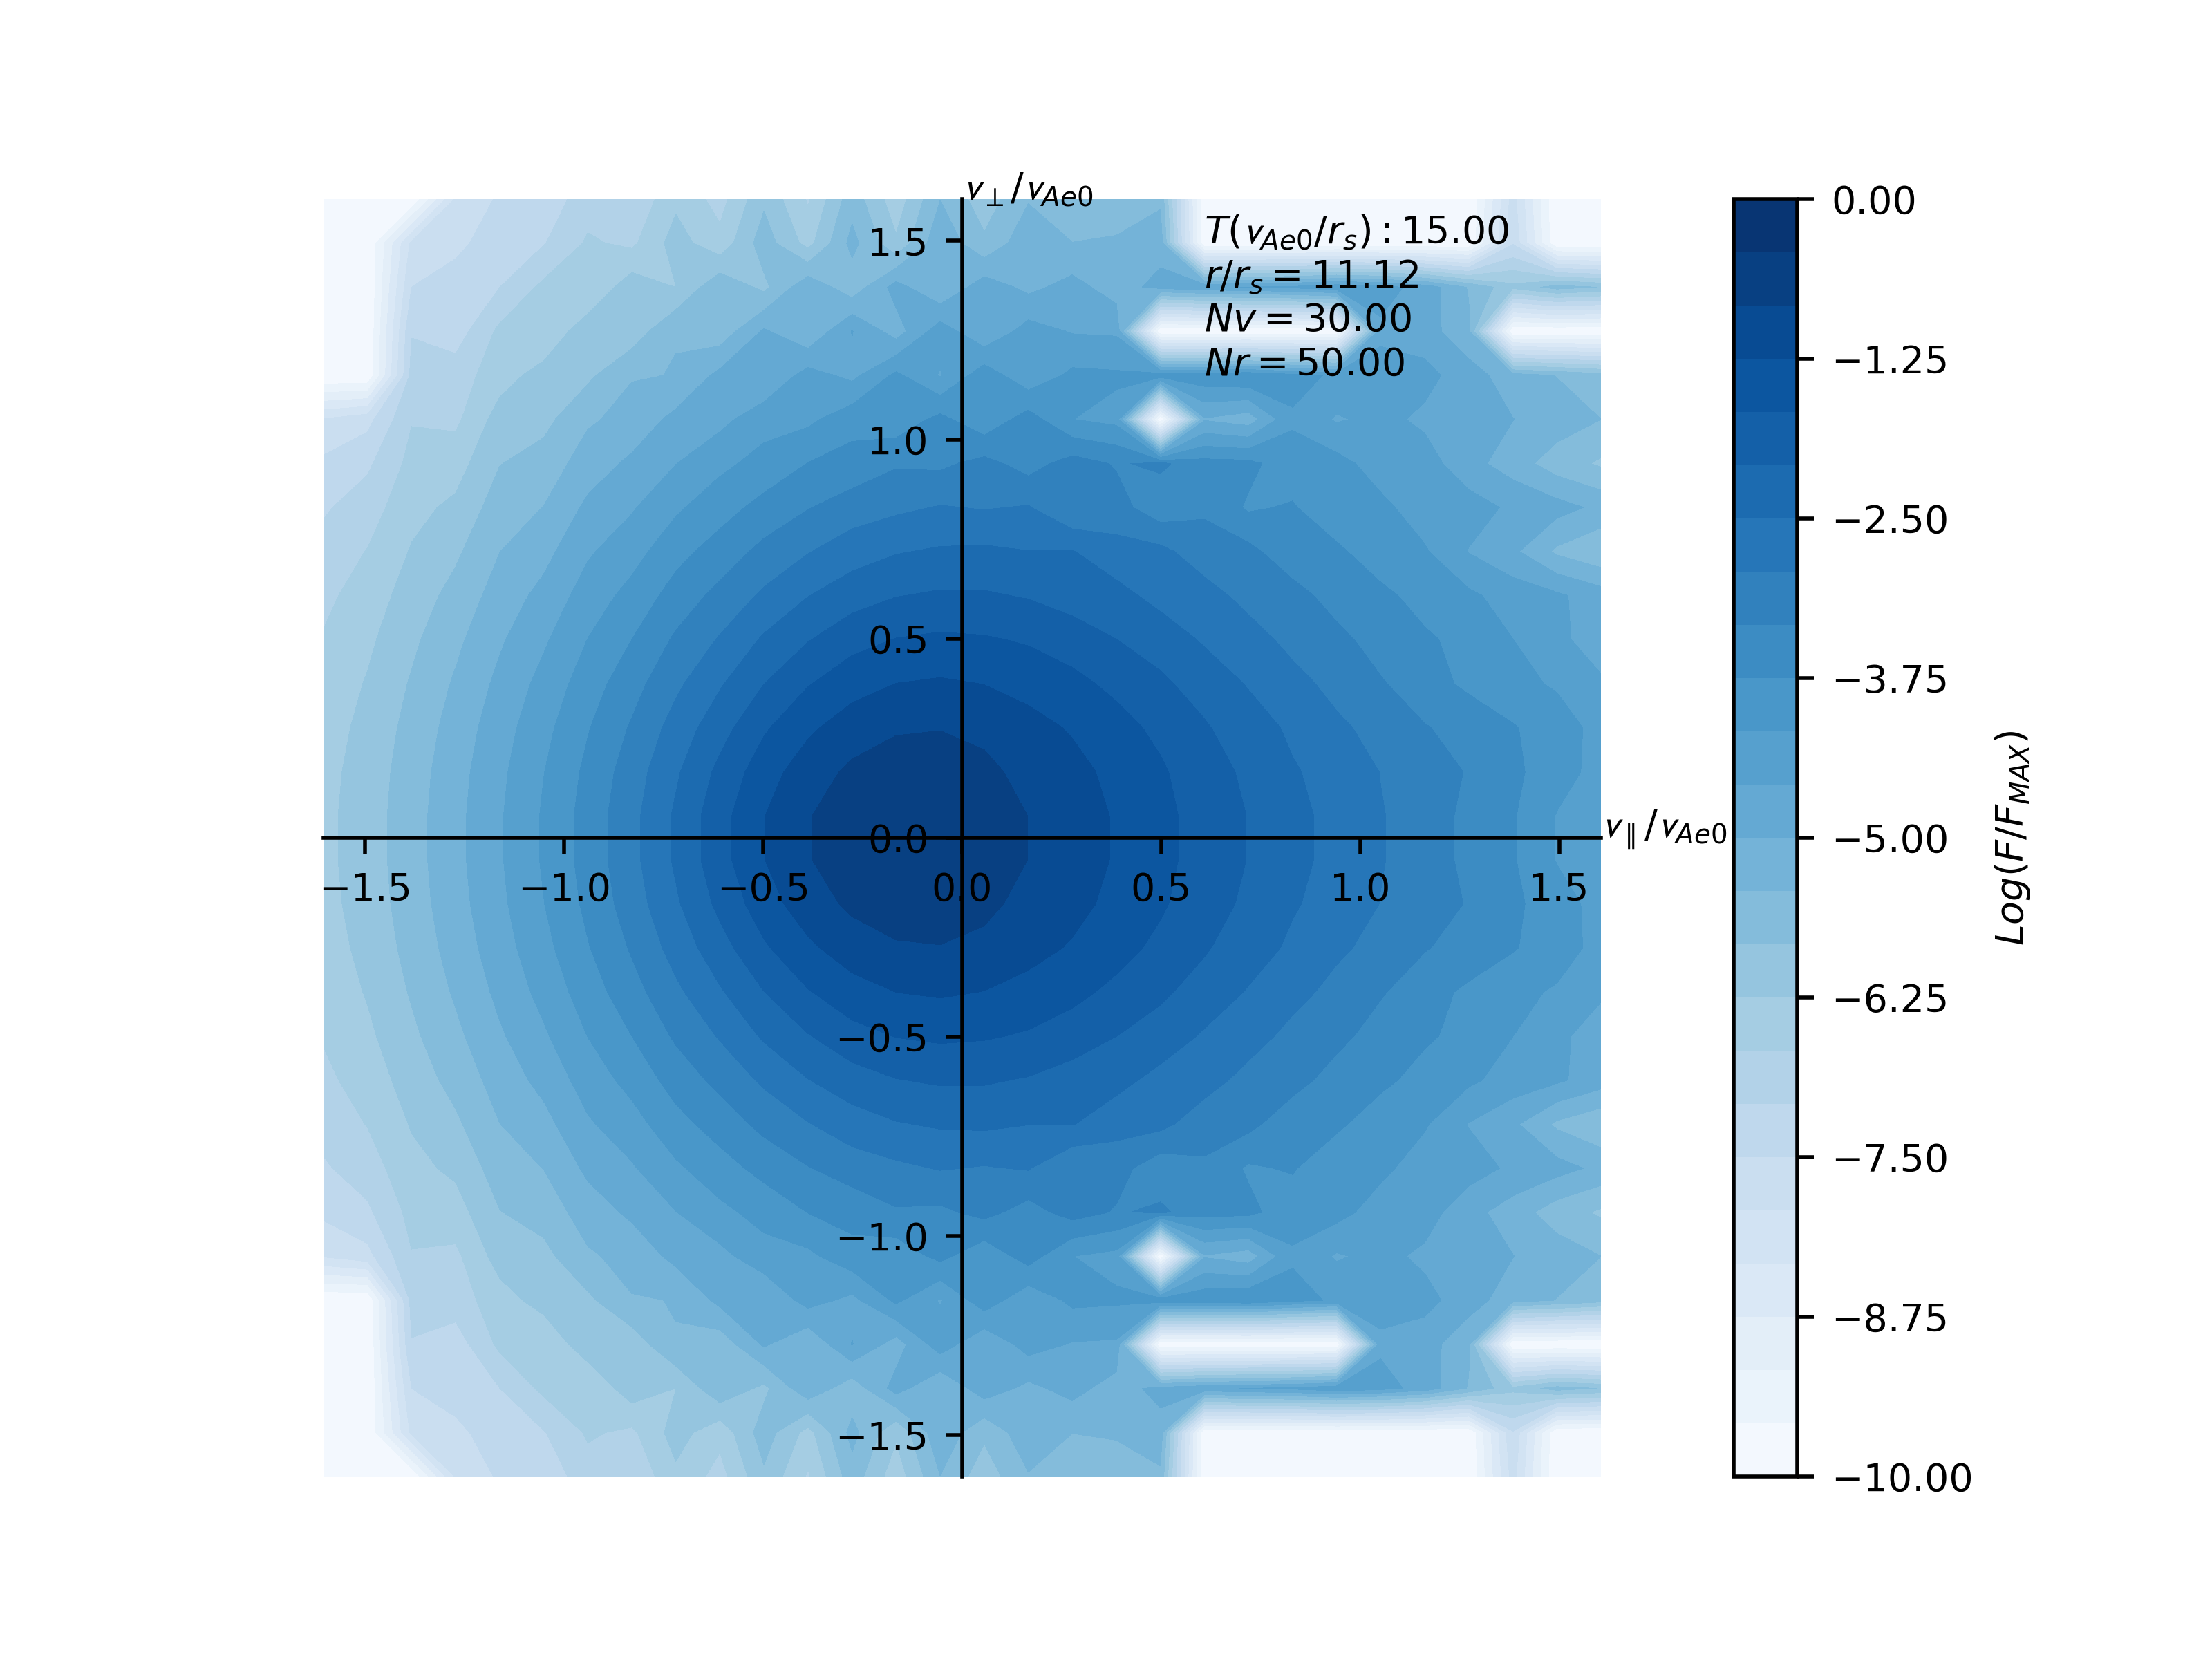 v⊥/vAe0
T(vAe0/rs) : 15.00
r/rs = 11.12
Nv = 30.00
Nr = 50.00
1.5
1.0
0.5
0.0
−0.5
−1.0
−1.5
−1.5 −1.0 −0.5 0.0 0.5 1.0 1.5
v∥/vAe0
0.00
−1.25
−2.50
−3.75
−5.00
−6.25
−7.50
−8.75
−10.00
Log(F/FMAX)